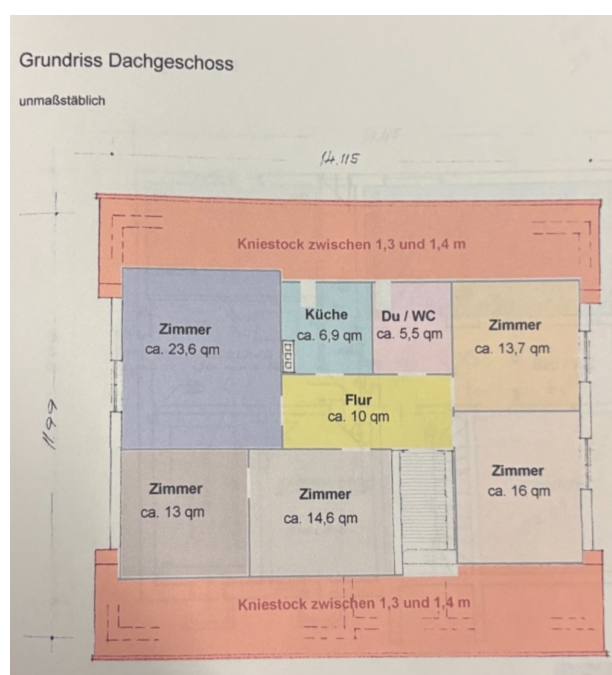 Grundriss Dachgeschoss
unmaßstäblich
14,115
Kniestock zwischen 1,3 und 1,4 m
Küche
ca. 6,9 qm
Du / WC
ca. 5,5 qm
Zimmer
ca. 23,6 qm
Zimmer
ca. 13,7 qm
Flur
ca. 10 qm
11,99
Zimmer
ca. 13 qm
Zimmer
ca. 14,6 qm
Zimmer
ca. 16 qm
Kniestock zwischen 1,3 und 1,4 m